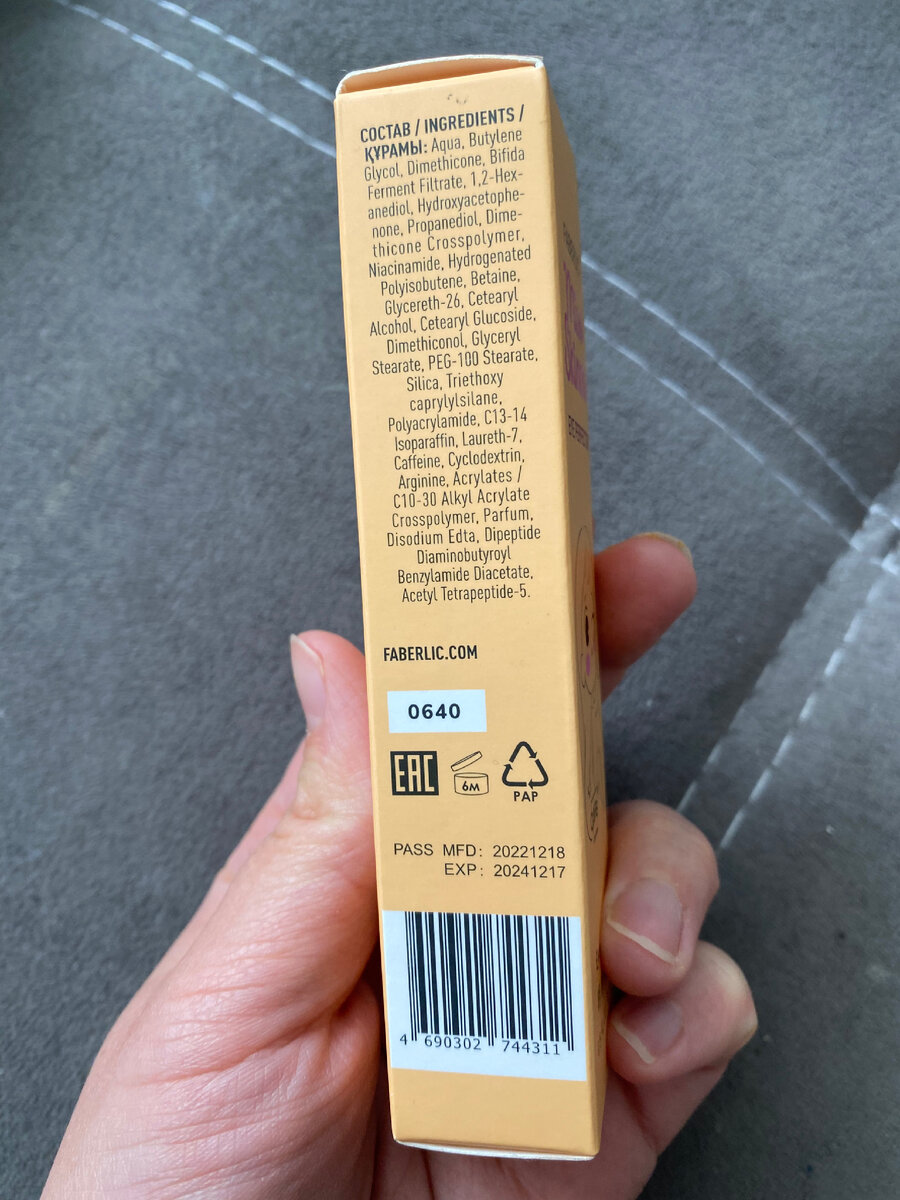 СОСТАВ / INGREDIENTS /
ҚҰРАМЫ: Aqua, Butylene
Glycol, Dimethicone, Bifida
Ferment Filtrate, 1,2-Hex-
anediol, Hydroxyacetophe-
none, Propanediol, Dime-
thicone Crosspolymer,
Niacinamide, Hydrogenated
Polyisobutene, Betaine,
Glycereth-26, Cetearyl
Alcohol, Cetearyl Glucoside,
Dimethiconol, Glyceryl
Stearate, PEG-100 Stearate,
Silica, Triethoxy
caprylylsilane,
Polyacrylamide, C13-14
Isoparaffin, Laureth-7,
Caffeine, Cyclodextrin,
Arginine, Acrylates /
C10-30 Alkyl Acrylate
Crosspolymer, Parfum,
Disodium Edta, Dipeptide
Diaminobutyroyl
Benzylamide Diacetate,
Acetyl Tetrapeptide-5.
FABERLIC.COM
0640
EAC
6M
PAP
PASS MFD: 20221218
EXP: 20241217
4 690302 744311